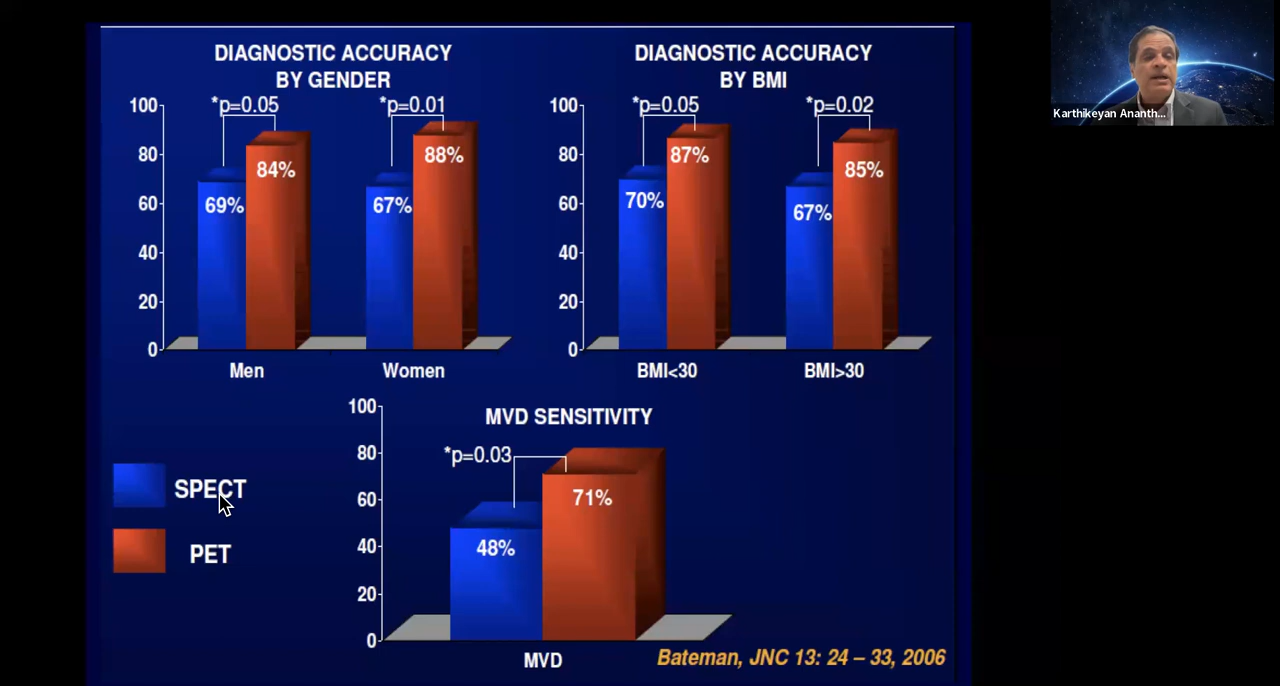 DIAGNOSTIC ACCURACY
BY GENDER
100
80
60
40
20
0
*p=0.05
*p=0.01
69%
84%
67%
88%
Men
Women
DIAGNOSTIC ACCURACY
BY BMI
100
80
60
40
20
0
*p=0.05
*p=0.02
70%
87%
67%
85%
BMI<30
BMI>30
SPECT
PET
MVD SENSITIVITY
100
80
60
40
20
0
*p=0.03
48%
71%
MVD
Bateman, JNC 13: 24 – 33, 2006
Karthikeyan Ananth...